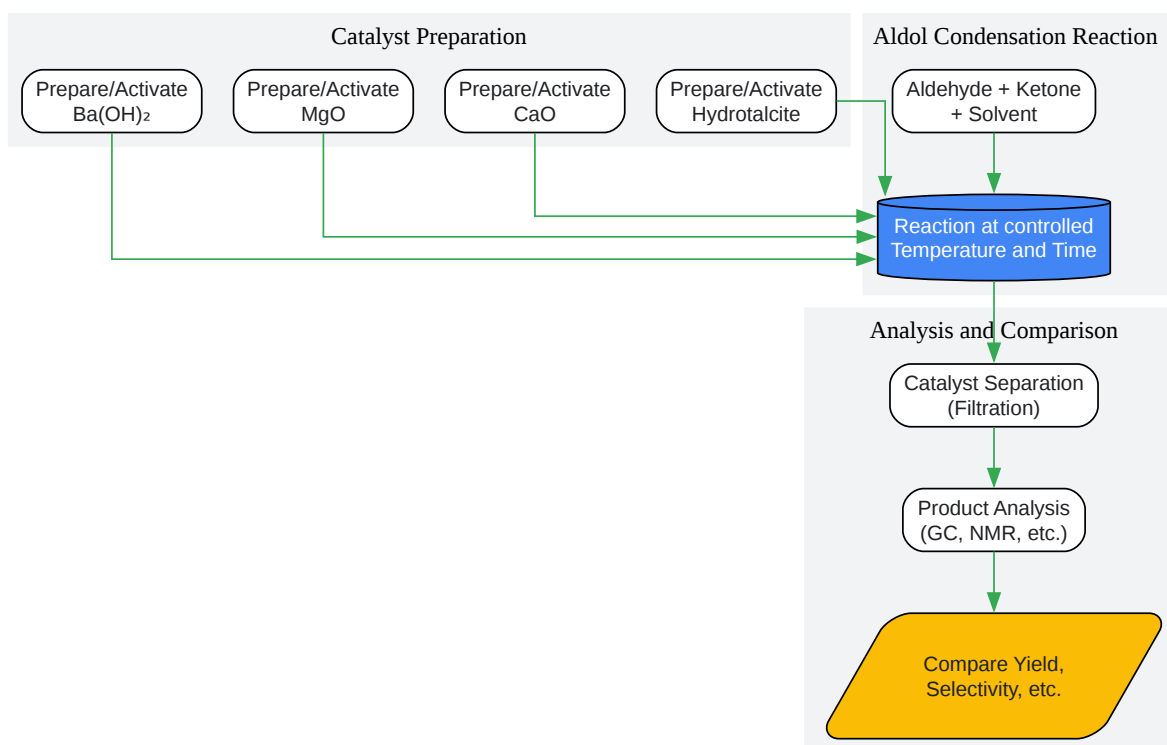 Catalyst Preparation
Prepare/Activate
Ba(OH)₂
Prepare/Activate
MgO
Prepare/Activate
CaO
Prepare/Activate
Hydrotalcite
Aldol Condensation Reaction
Aldehyde + Ketone
+ Solvent
Reaction at controlled
Temperature and Time
Analysis and Comparison
Catalyst Separation
(Filtration)
Product Analysis
(GC, NMR, etc.)
Compare Yield,
Selectivity, etc.